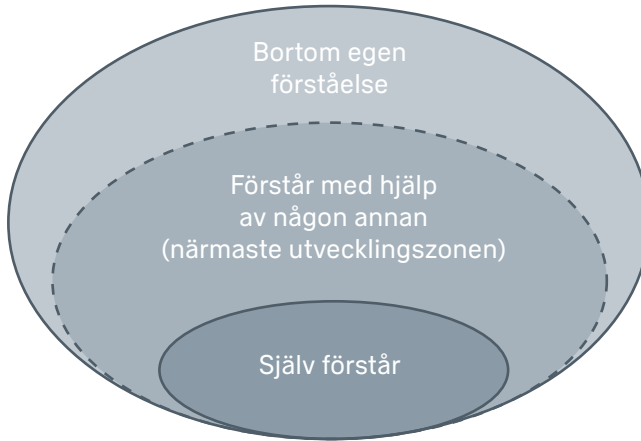 Bortom egen
förståelse
Förstår med hjälp
av någon annan
(närmaste utvecklingszonen)
Själv förstår